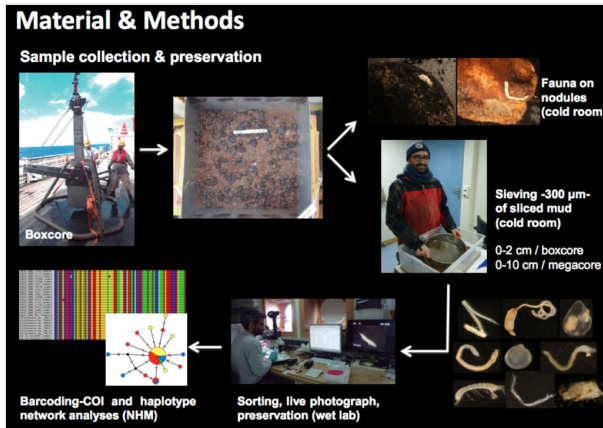 Material & Methods
Sample collection & preservation
Boxcore
Fauna on
nodules
(cold room)
Sieving -300 µm-
of sliced mud
(cold room)
0-2 cm / boxcore
0-10 cm / megacore
Sorting, live photograph,
preservation (wet lab)
Barcoding-COI and haplotype
network analyses (NHM)